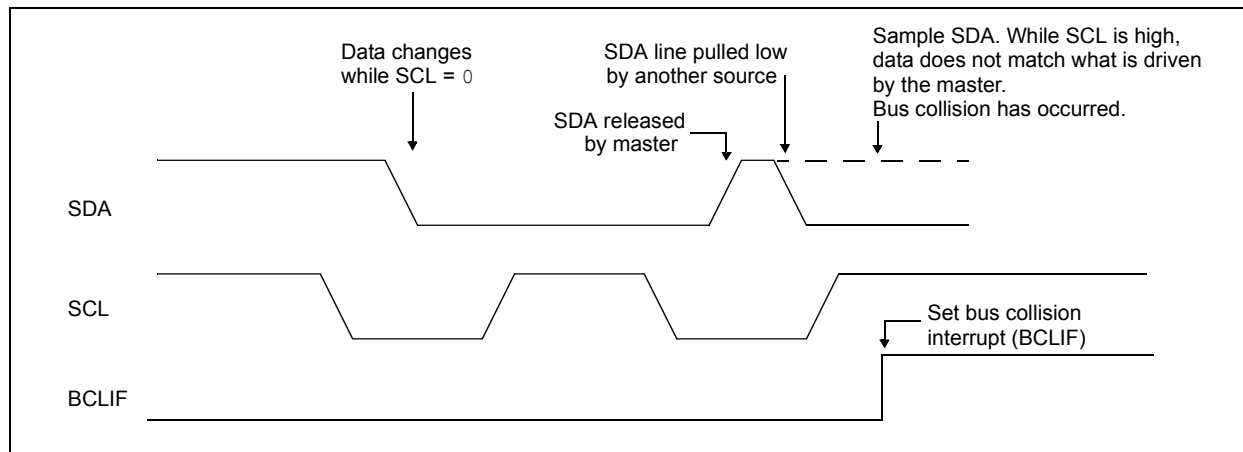 Data changes
while SCL = 0
SDA line pulled low
by another source
Sample SDA. While SCL is high,
data does not match what is driven
by the master.
Bus collision has occurred.
SDA released
by master
SDA
SCL
Set bus collision
interrupt (BCLIF)
BCLIF